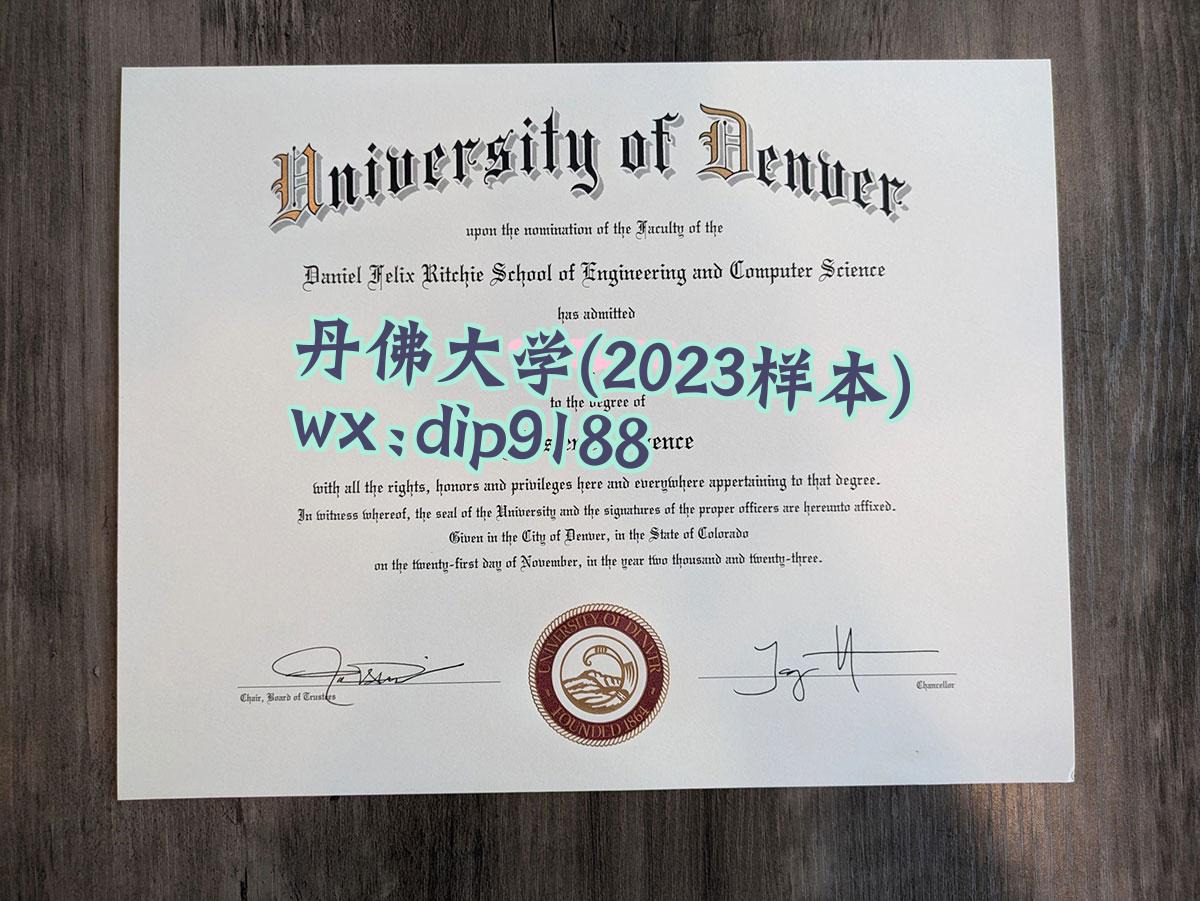 University of Denver
upon the nomination of the Faculty of the
Daniel Felix Ritchie School of Engineering and Computer Science
has admitted
丹佛大学(2023样本)
to the degree of
wx:dip9188
with all the rights, honors and privileges here and everywhere appertaining to that degree.
In witness whereof, the seal of the University and the signatures of the proper officers are hereunto affixed.
Given in the City of Denver, in the State of Colorado
on the twenty-first day of November, in the year two thousand and twenty-three.
UNIVERSITY OF DENVER
FOUNDED 1864
Chair, Board of Trustees
Chancellor